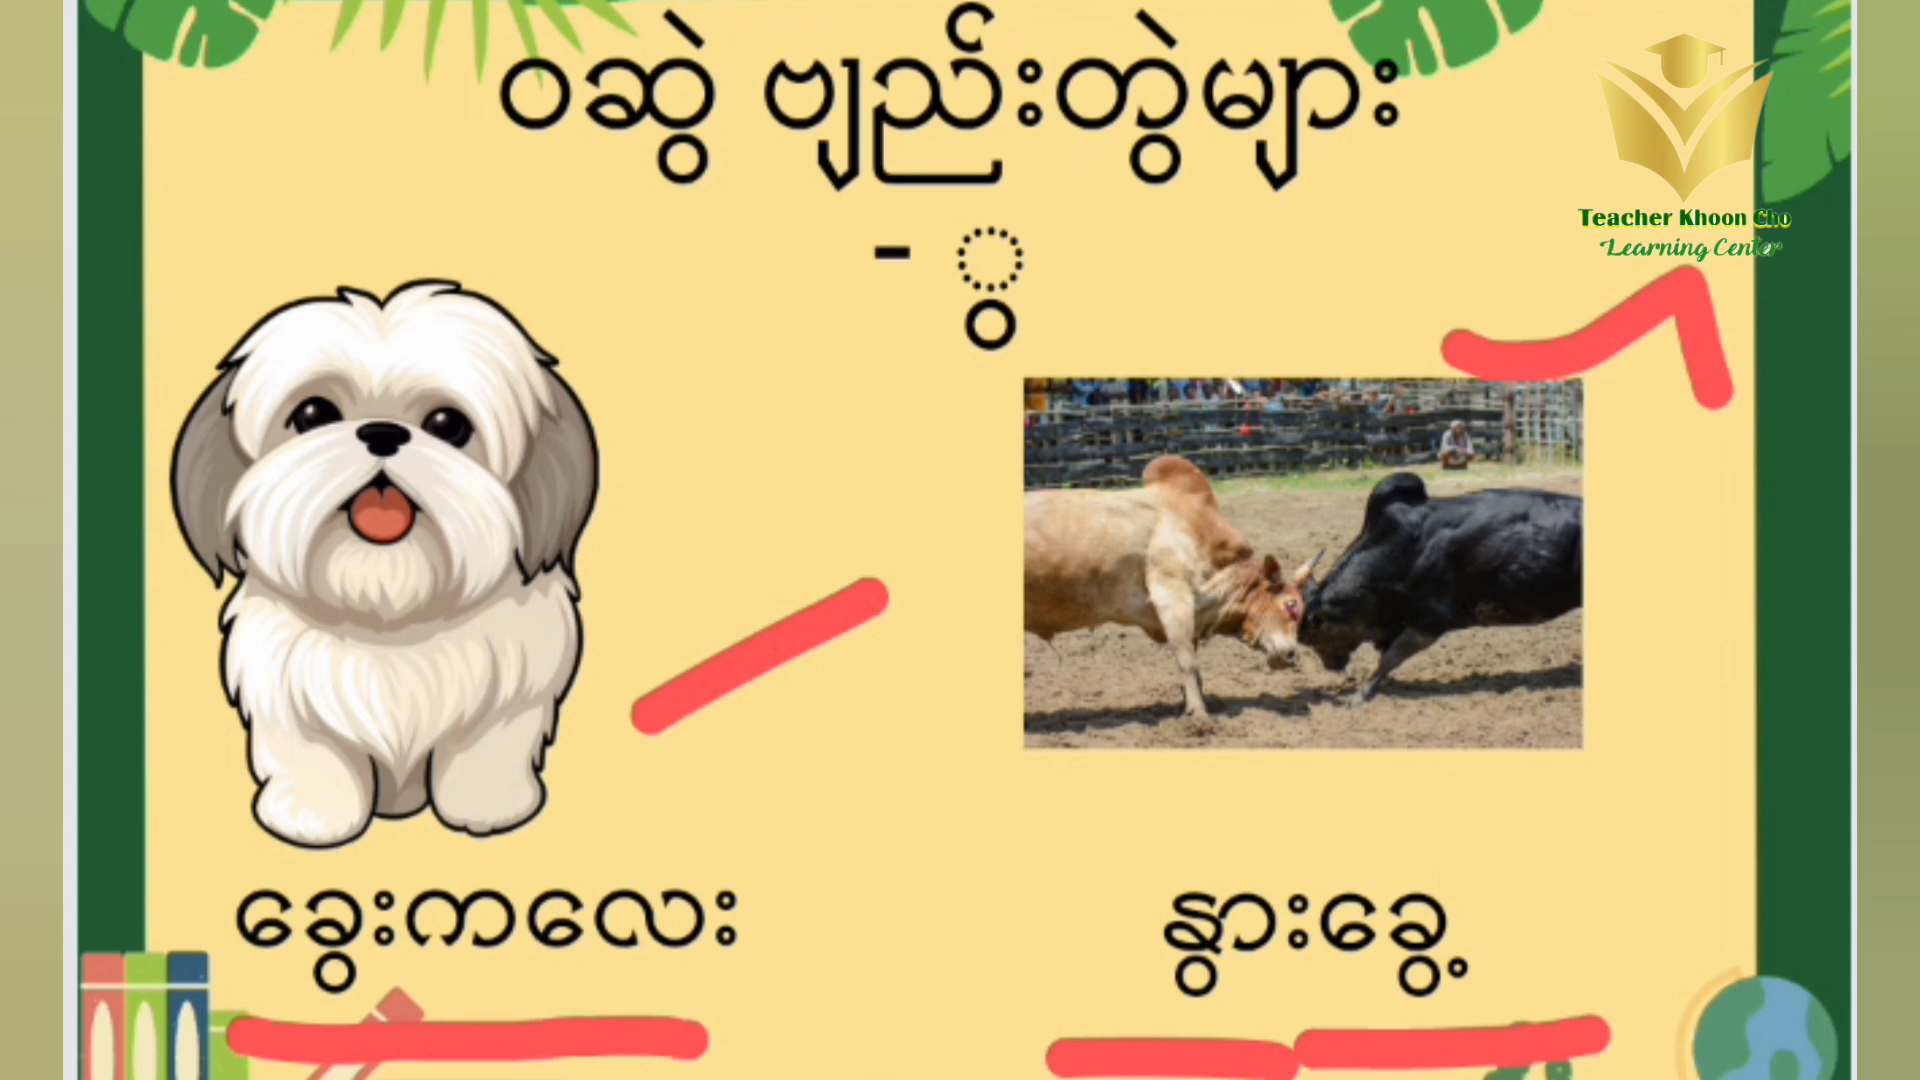 ဝဆွဲ ဗျည်းတွဲများ
- ွ
Teacher Khoon Cho
Learning Center
ခွေးကလေး
နွားခွေ့